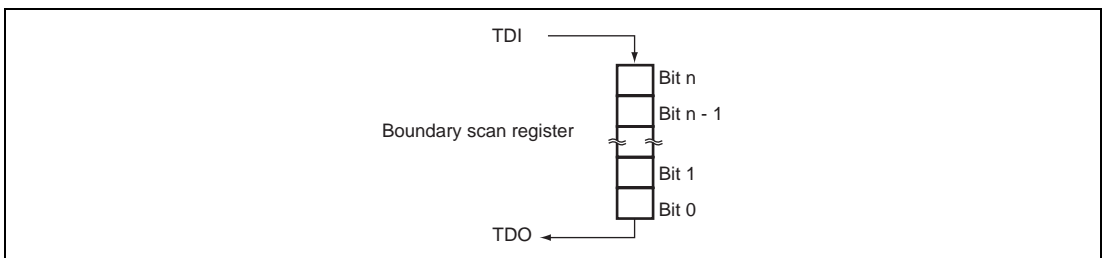 TDI
Bit n
Bit n - 1
Boundary scan register
Bit 1
Bit 0
TDO